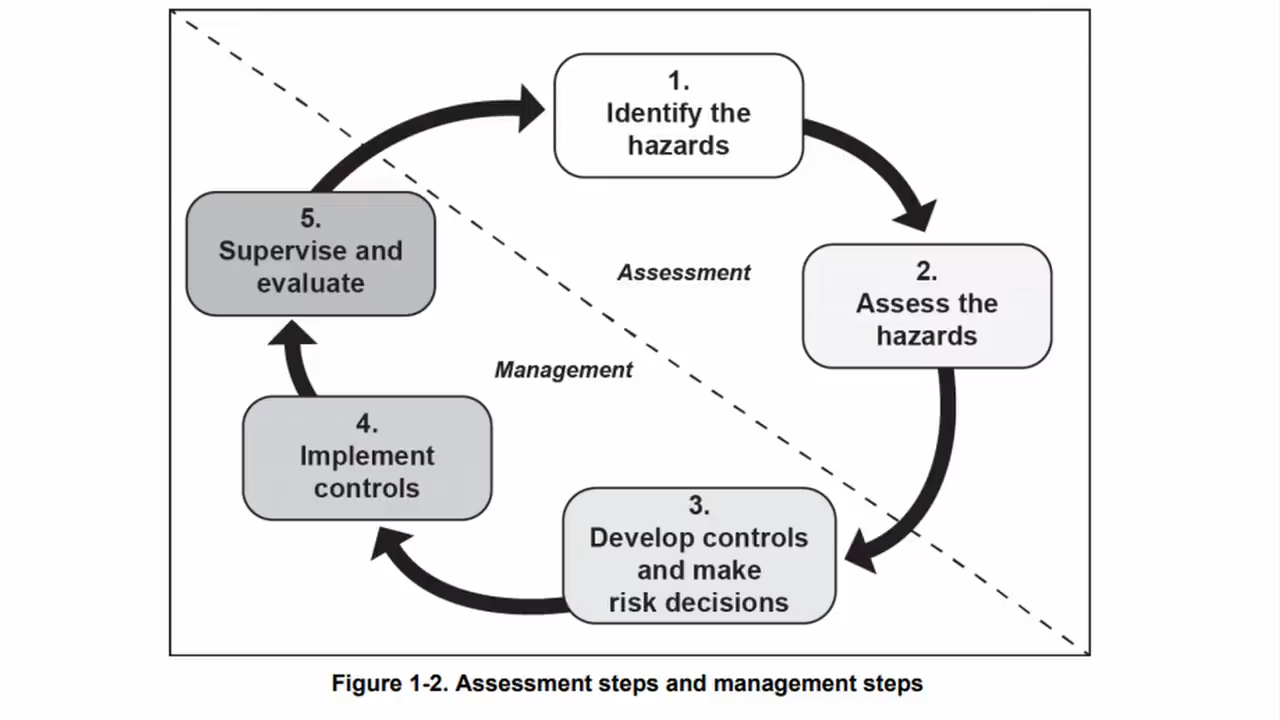 1.
Identify the
hazards
2.
Assess the
hazards
3.
Develop controls
and make
risk decisions
4.
Implement
controls
5.
Supervise and
evaluate
Assessment
Management
Figure 1-2. Assessment steps and management steps